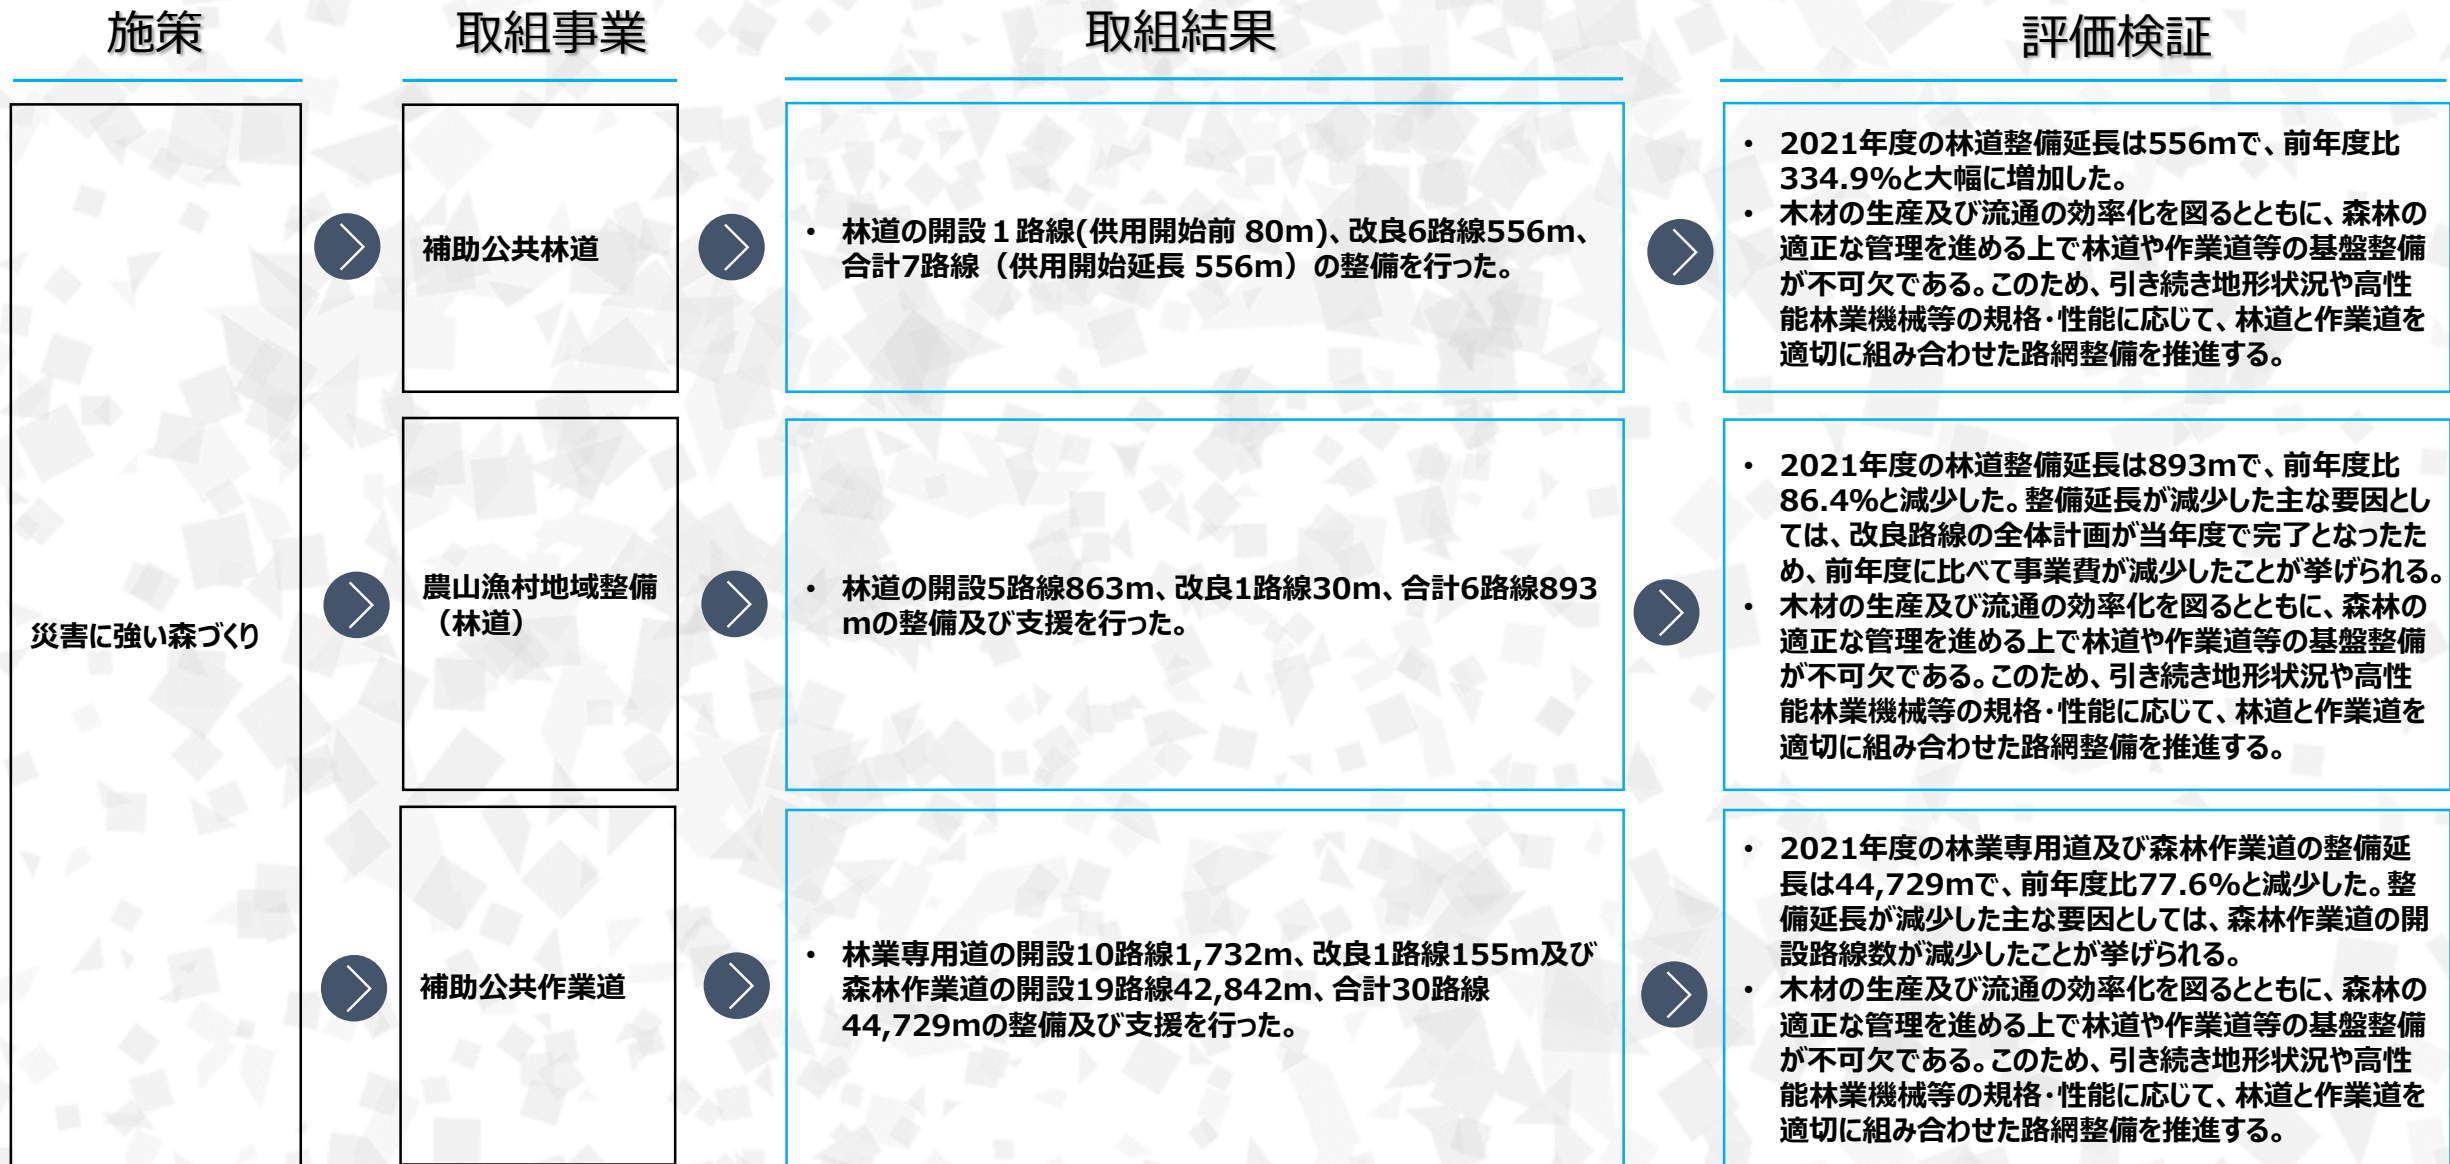 施策
取組事業
取組結果
評価検証
災害に強い森づくり
補助公共林道
• 林道の開設１路線(供用開始前 80m)、改良6路線556m、
合計7路線（供用開始延長 556m）の整備を行った。
• 2021年度の林道整備延長は556mで、前年度比
334.9%と大幅に増加した。
• 木材の生産及び流通の効率化を図るとともに、森林の
適正な管理を進める上で林道や作業道等の基盤整備
が不可欠である。このため、引き続き地形状況や高性
能林業機械等の規格・性能に応じて、林道と作業道を
適切に組み合わせた路網整備を推進する。
農山漁村地域整備
（林道）
• 林道の開設5路線863m、改良1路線30m、合計6路線893
mの整備及び支援を行った。
• 2021年度の林道整備延長は893mで、前年度比
86.4%と減少した。整備延長が減少した主な要因とし
ては、改良路線の全体計画が当年度で完了となったた
め、前年度に比べて事業費が減少したことが挙げられる。
• 木材の生産及び流通の効率化を図るとともに、森林の
適正な管理を進める上で林道や作業道等の基盤整備
が不可欠である。このため、引き続き地形状況や高性
能林業機械等の規格・性能に応じて、林道と作業道を
適切に組み合わせた路網整備を推進する。
補助公共作業道
• 林業専用道の開設10路線1,732m、改良1路線155m及び
森林作業道の開設19路線42,842m、合計30路線
44,729mの整備及び支援を行った。
• 2021年度の林業専用道及び森林作業道の整備延
長は44,729mで、前年度比77.6%と減少した。整
備延長が減少した主な要因としては、森林作業道の開
設路線数が減少したことが挙げられる。
• 木材の生産及び流通の効率化を図るとともに、森林の
適正な管理を進める上で林道や作業道等の基盤整備
が不可欠である。このため、引き続き地形状況や高性
能林業機械等の規格・性能に応じて、林道と作業道を
適切に組み合わせた路網整備を推進する。